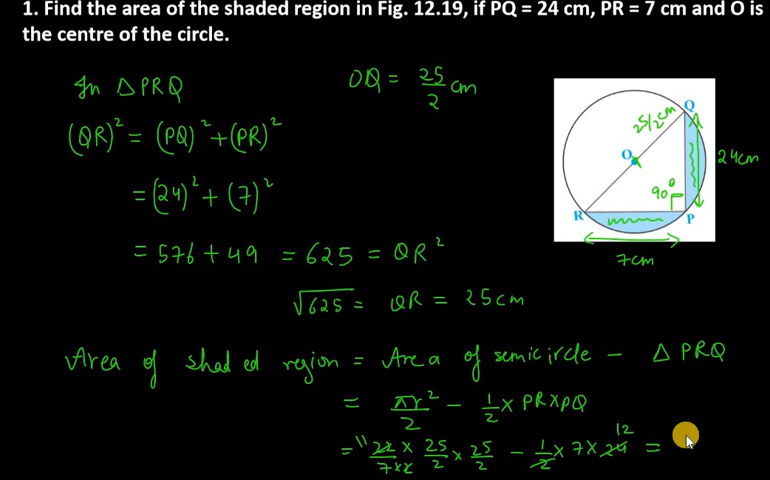 1. Find the area of the shaded region in Fig. 12.19, if PQ = 24 cm, PR = 7 cm and O is
the centre of the circle.
In △PRQ
OQ = 25/2 cm
(QR)² = (PQ)² + (PR)²
= (24)² + (7)²
= 576 + 49 = 625 = QR²
√625 = QR = 25cm
Q
25/2cm
O
24cm
90°
R
P
7cm
Area of shaded region = Area of semicircle − △ PRQ
= πr²/2 − 1/2 × PR×PQ
= 11 22/7×2 × 25/2 × 25/2 − 1/2 × 7 × 24 12 =